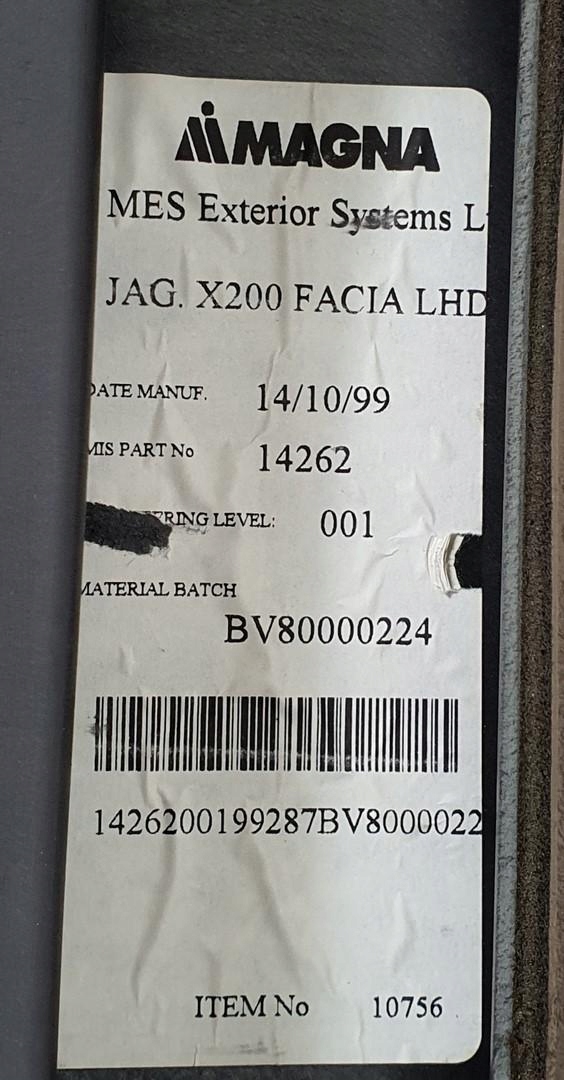 MAGNA
MES Exterior Systems L
JAG. X200 FACIA LHD
DATE MANUF. 14/10/99
MIS PART No 14262
ERING LEVEL: 001
MATERIAL BATCH
BV80000224
1426200199287BV8000022
ITEM No 10756